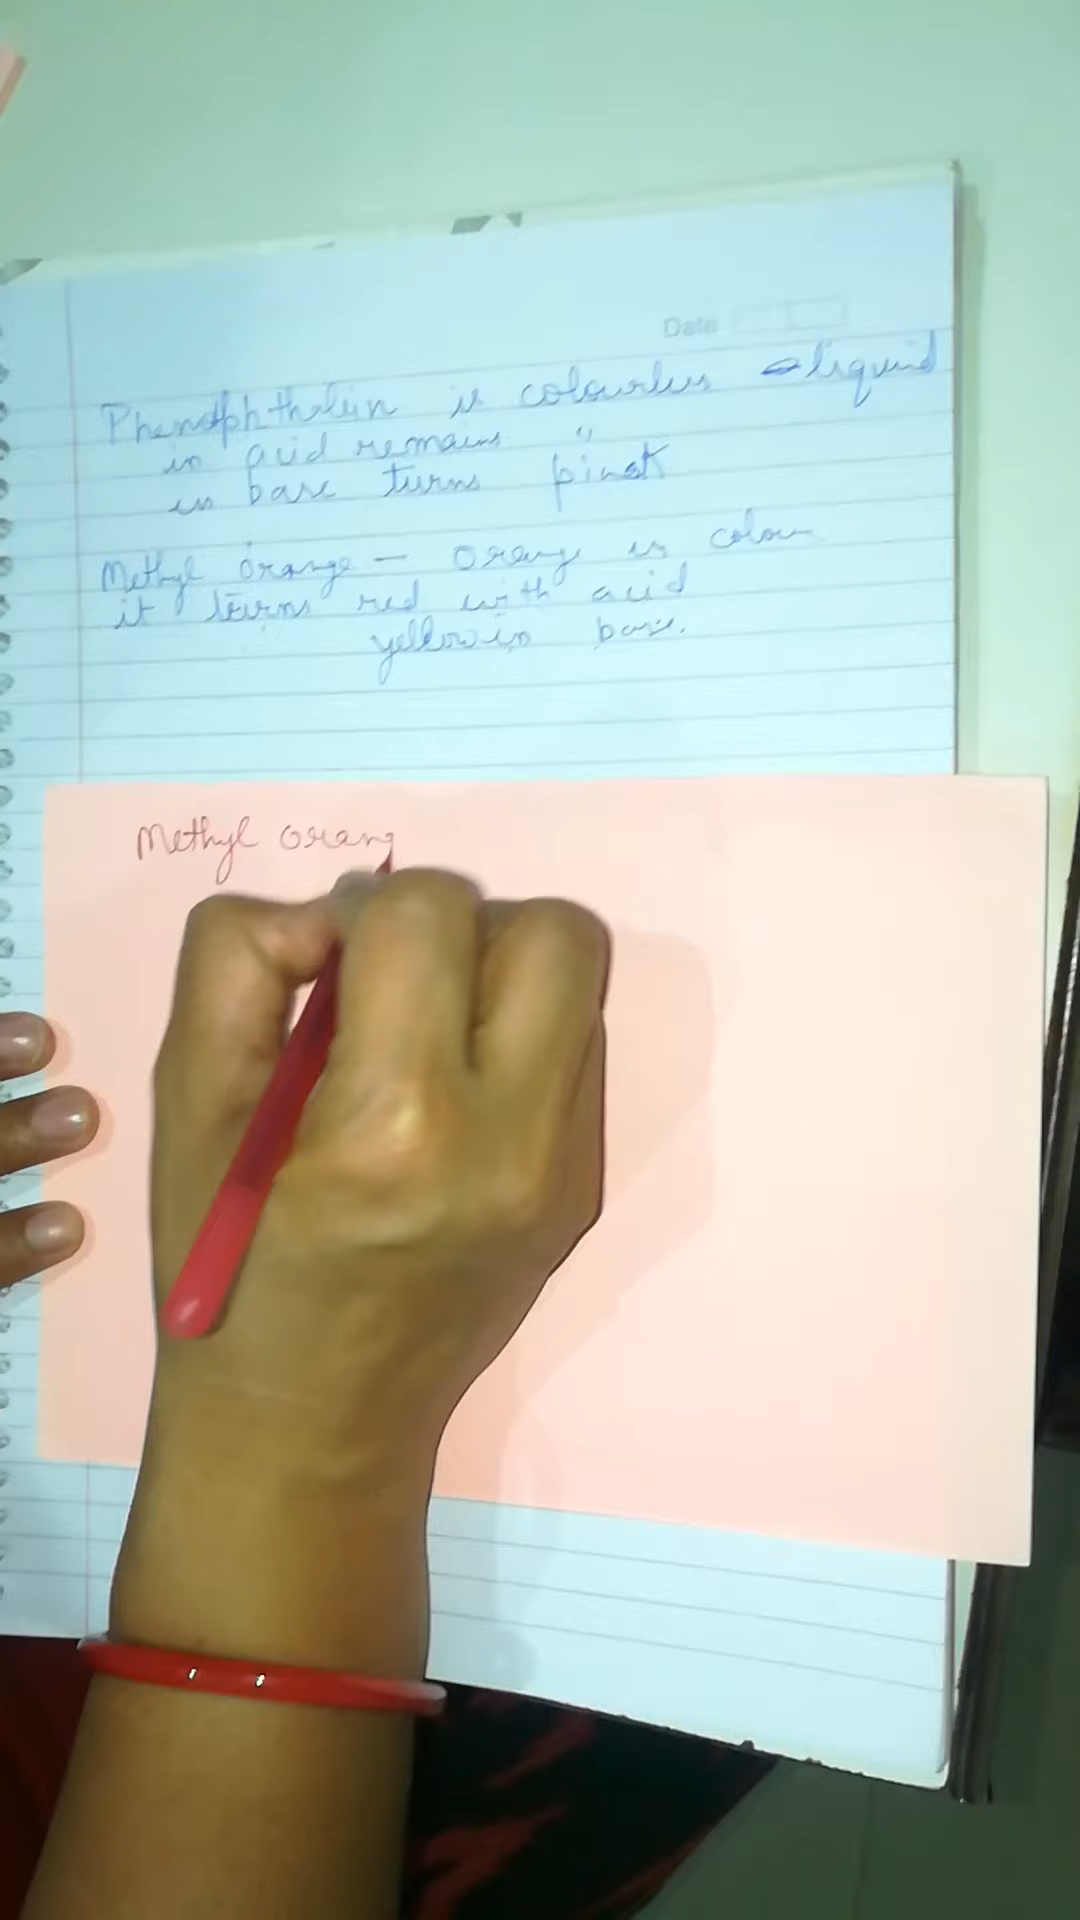 Date
Phenolphthalein is colourless liquid
in acid remains "
in base turns pink
Methyl orange - Orange in colour
it turns red with acid
yellow in base.
Methyl orang